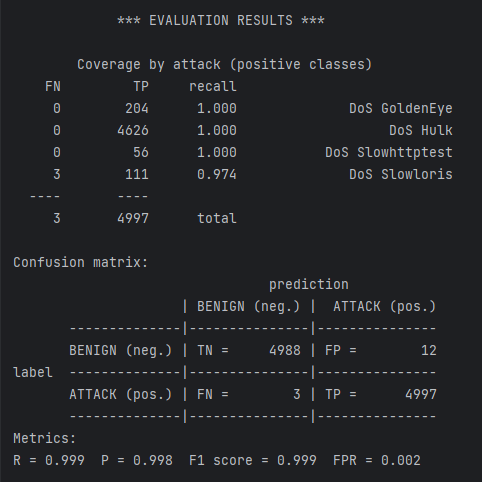 *** EVALUATION RESULTS ***
Coverage by attack (positive classes)
FN TP recall
0 204 1.000 DoS GoldenEye
0 4626 1.000 DoS Hulk
0 56 1.000 DoS Slowhttptest
3 111 0.974 DoS Slowloris
---- ----
3 4997 total
Confusion matrix:
prediction
| BENIGN (neg.) | ATTACK (pos.)
--------------|---------------|---------------
BENIGN (neg.) | TN = 4988 | FP = 12
label --------------|---------------|---------------
ATTACK (pos.) | FN = 3 | TP = 4997
--------------|---------------|---------------
Metrics:
R = 0.999 P = 0.998 F1 score = 0.999 FPR = 0.002